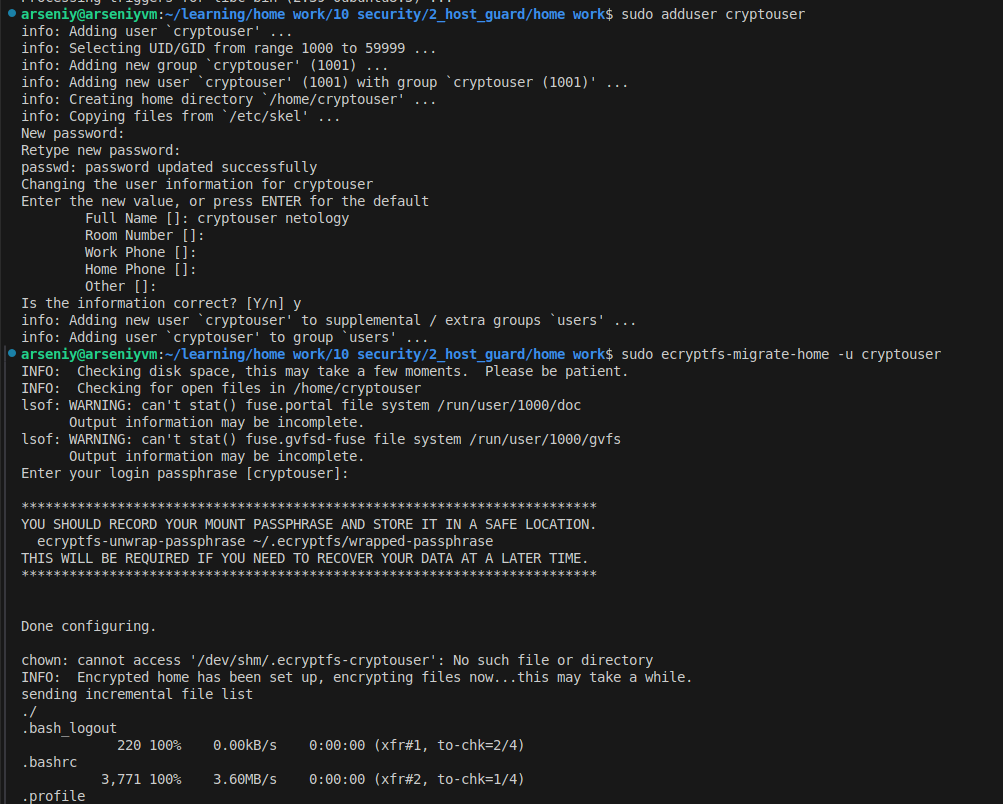 arseniy@arseniyvm:~/learning/home work/10 security/2_host_guard/home work$ sudo adduser cryptouser
info: Adding user `cryptouser' ...
info: Selecting UID/GID from range 1000 to 59999 ...
info: Adding new group `cryptouser' (1001) ...
info: Adding new user `cryptouser' (1001) with group `cryptouser (1001)' ...
info: Creating home directory `/home/cryptouser' ...
info: Copying files from `/etc/skel' ...
New password:
Retype new password:
passwd: password updated successfully
Changing the user information for cryptouser
Enter the new value, or press ENTER for the default
Full Name []: cryptouser netology
Room Number []:
Work Phone []:
Home Phone []:
Other []:
Is the information correct? [Y/n] y
info: Adding new user `cryptouser' to supplemental / extra groups `users' ...
info: Adding user `cryptouser' to group `users ' ...
arseniy@arseniyvm:~/learning/home work/10 security/2_host_guard/home work$ sudo ecryptfs-migrate-home -u cryptouser
INFO:  Checking disk space, this may take a few moments.  Please be patient.
INFO:  Checking for open files in /home/cryptouser
lsof: WARNING: can't stat() fuse.portal file system /run/user/1000/doc
Output information may be incomplete.
lsof: WARNING: can't stat() fuse.gvfsd-fuse file system /run/user/1000/gvfs
Output information may be incomplete.
Enter your login passphrase [cryptouser]:
************************************************************************
YOU SHOULD RECORD YOUR MOUNT PASSPHRASE AND STORE IT IN A SAFE LOCATION.
ecryptfs-unwrap-passphrase ~/.ecryptfs/wrapped-passphrase
THIS WILL BE REQUIRED IF YOU NEED TO RECOVER YOUR DATA AT A LATER TIME.
************************************************************************
Done configuring.
chown: cannot access '/dev/shm/.ecryptfs-cryptouser': No such file or directory
INFO:  Encrypted home has been set up, encrypting files now...this may take a while.
sending incremental file list
./
.bash_logout
220 100%    0.00kB/s    0:00:00 (xfr#1, to-chk=2/4)
.bashrc
3,771 100%    3.60MB/s    0:00:00 (xfr#2, to-chk=1/4)
.profile